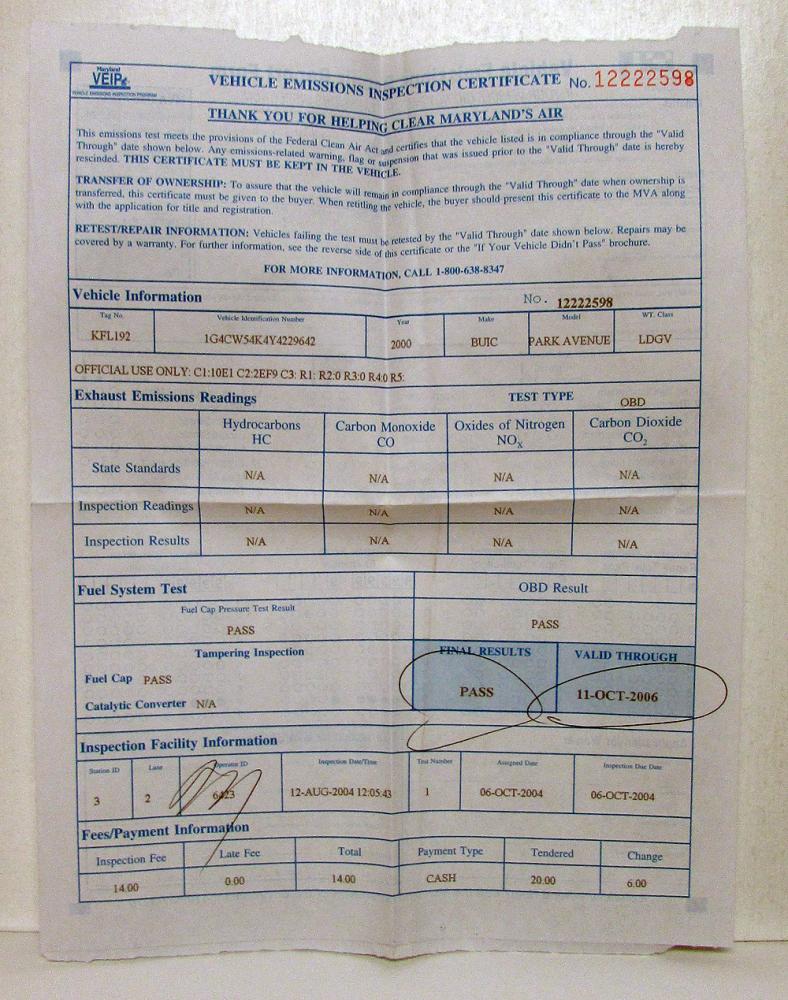 Maryland
VEIP
VEHICLE EMISSIONS INSPECTION PROGRAM
VEHICLE EMISSIONS INSPECTION CERTIFICATE No. 12222598
THANK YOU FOR HELPING CLEAR MARYLAND'S AIR
This emissions test meets the provisions of the Federal Clean Air Act and certifies that the vehicle listed is in compliance through the "Valid
Through" date shown below. Any emissions-related warning, flag or suspension that was issued prior to the "Valid Through" date is hereby
rescinded. THIS CERTIFICATE MUST BE KEPT IN THE VEHICLE.
TRANSFER OF OWNERSHIP: To assure that the vehicle will remain in compliance through the "Valid Through" date when ownership is
transferred, this certificate must be given to the buyer. When retitling the vehicle, the buyer should present this certificate to the MVA along
with the application for title and registration.
RETEST/REPAIR INFORMATION: Vehicles failing the test must be retested by the "Valid Through" date shown below. Repairs may be
covered by a warranty. For further information, see the reverse side of this certificate or the "If Your Vehicle Didn't Pass" brochure.
FOR MORE INFORMATION, CALL 1-800-638-8347
Vehicle Information No. 12222598
Tag No. Vehicle Identification Number Year Make Model WT. Class
KFL192 1G4CW54K4Y4229642 2000 BUIC PARK AVENUE LDGV
OFFICIAL USE ONLY: C1:10E1 C2:2EF9 C3: R1: R2:0 R3:0 R4:0 R5:
Exhaust Emissions Readings TEST TYPE OBD
Hydrocarbons Carbon Monoxide Oxides of Nitrogen Carbon Dioxide
HC CO NOx CO2
State Standards N/A N/A N/A N/A
Inspection Readings N/A N/A N/A N/A
Inspection Results N/A N/A N/A N/A
Fuel System Test OBD Result
Fuel Cap Pressure Test Result
PASS PASS
Tampering Inspection FINAL RESULTS VALID THROUGH
Fuel Cap PASS PASS 11-OCT-2006
Catalytic Converter N/A
Inspection Facility Information
Station ID Lane Operator ID Inspection Date/Time Test Number Assigned Date Inspection Due Date
3 2 6423 12-AUG-2004 12:05:43 1 06-OCT-2004 06-OCT-2004
Fees/Payment Information
Inspection Fee Late Fee Total Payment Type Tendered Change
14.00 0.00 14.00 CASH 20.00 6.00